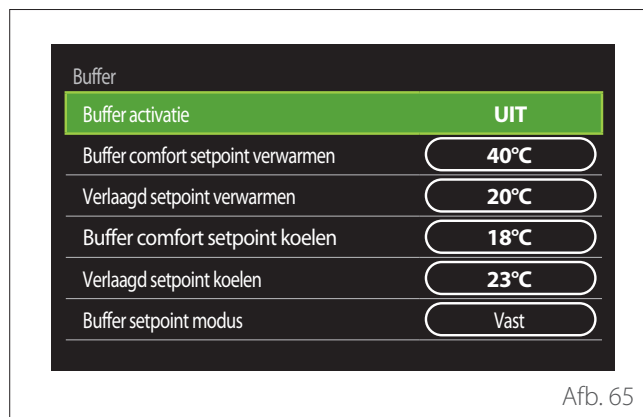 Buffer
Buffer activatie UIT
Buffer comfort setpoint verwarmen 40°C
Verlaagd setpoint verwarmen 20°C
Buffer comfort setpoint koelen 18°C
Verlaagd setpoint koelen 23°C
Buffer setpoint modus Vast
Afb. 65